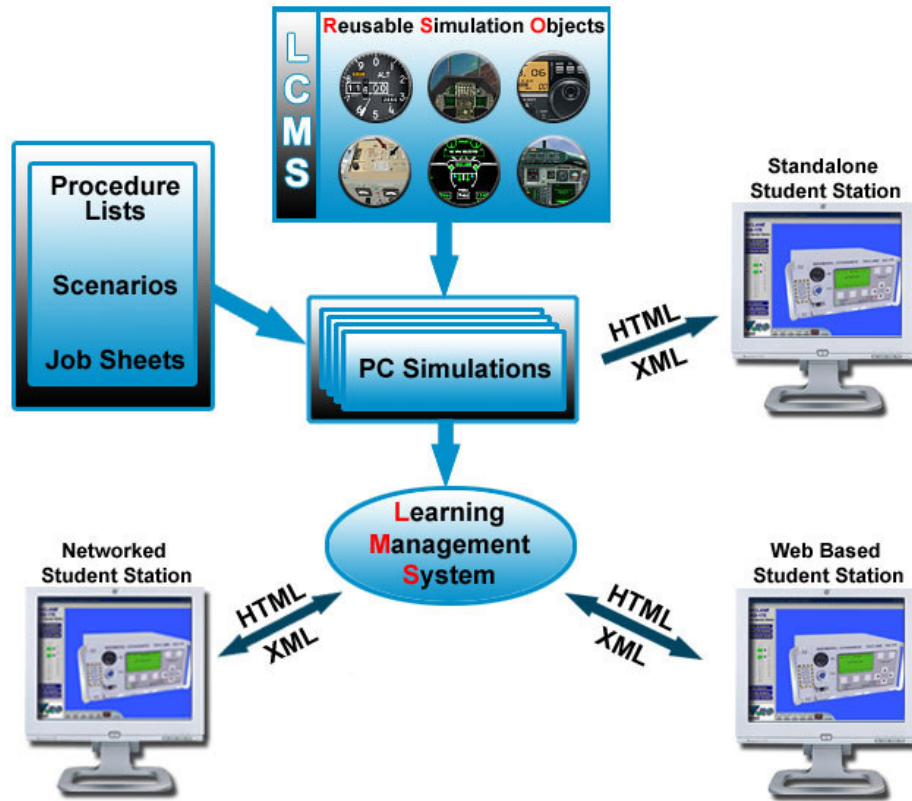 Reusable Simulation Objects
L
C
M
S
Procedure
Lists
Scenarios
Job Sheets
PC Simulations
Standalone
Student Station
HTML
XML
Learning
Management
System
Networked
Student Station
HTML
XML
Web Based
Student Station
HTML
XML